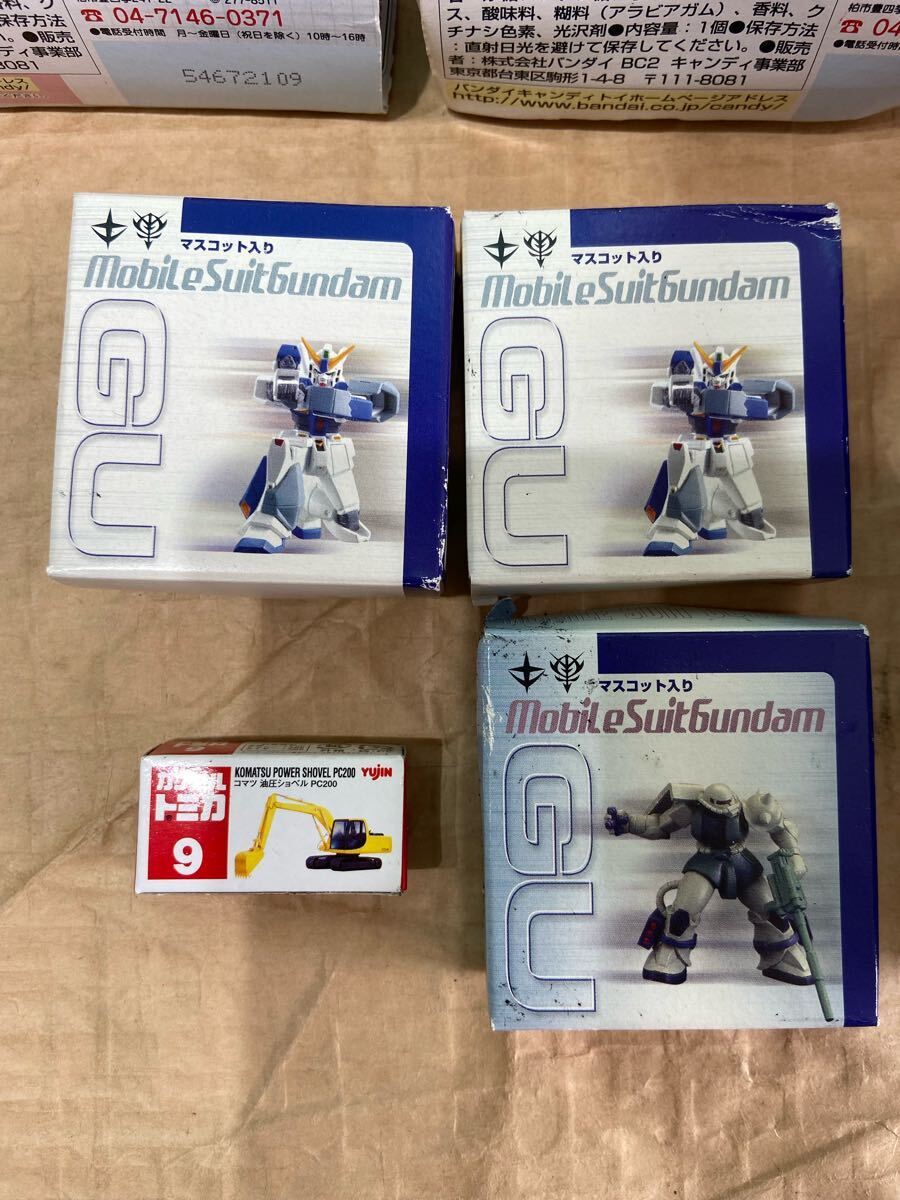 柏市豊四季241-22
☎ 04-7146-0371
●電話受付時間 月〜金曜日(祝日を除く)10時〜16時
保存方法
い。●販売
ディ事業部
54672109
ス、酸味料、糊料(アラビアガム)、香料、ク
チナシ色素、光沢剤●内容量:1個●保存方法
:直射日光を避けて保存してください。●販売
者:株式会社バンダイ BC2 キャンディ事業部
東京都台東区駒形1-4-8 〒111-8081
バンダイキャンディトイホームページアドレス
http://www.bandai.co.jp/candy/
☎ 04
●電話受付時間
マスコット入り
MobileSuitGundam
GU
マスコット入り
MobileSuitGundam
GU
マスコット入り
MobileSuitGundam
GU
トミカ
9
KOMATSU POWER SHOVEL PC200 YUJIN
コマツ 油圧ショベル PC200